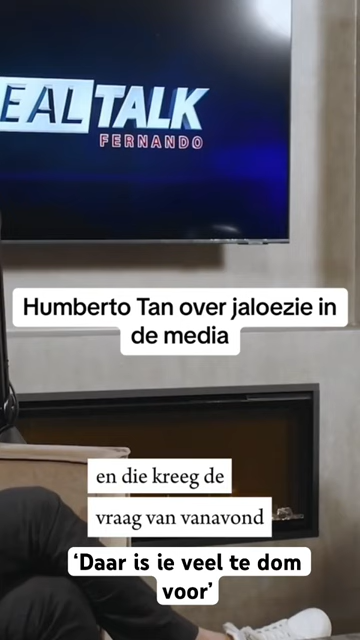 EALTALK
FERNANDO
Humberto Tan over jaloezie in
de media
en die kreeg de
vraag van vanavond
‘Daar is ie veel te dom
voor’